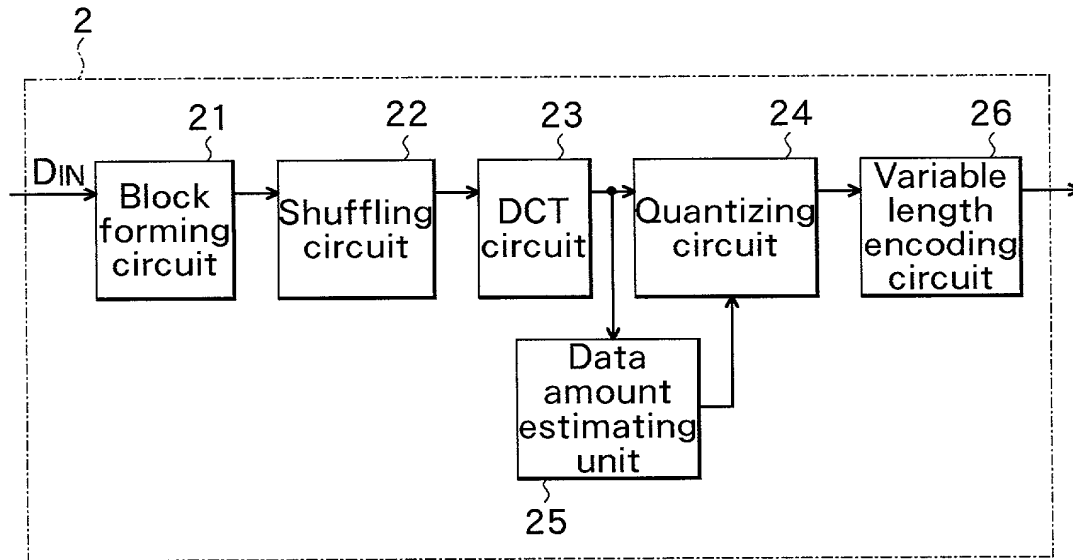 2
21
22
23
24
26
DIN
Block
forming
circuit
Shuffling
circuit
DCT
circuit
Quantizing
circuit
Variable
length
encoding
circuit
Data
amount
estimating
unit
25